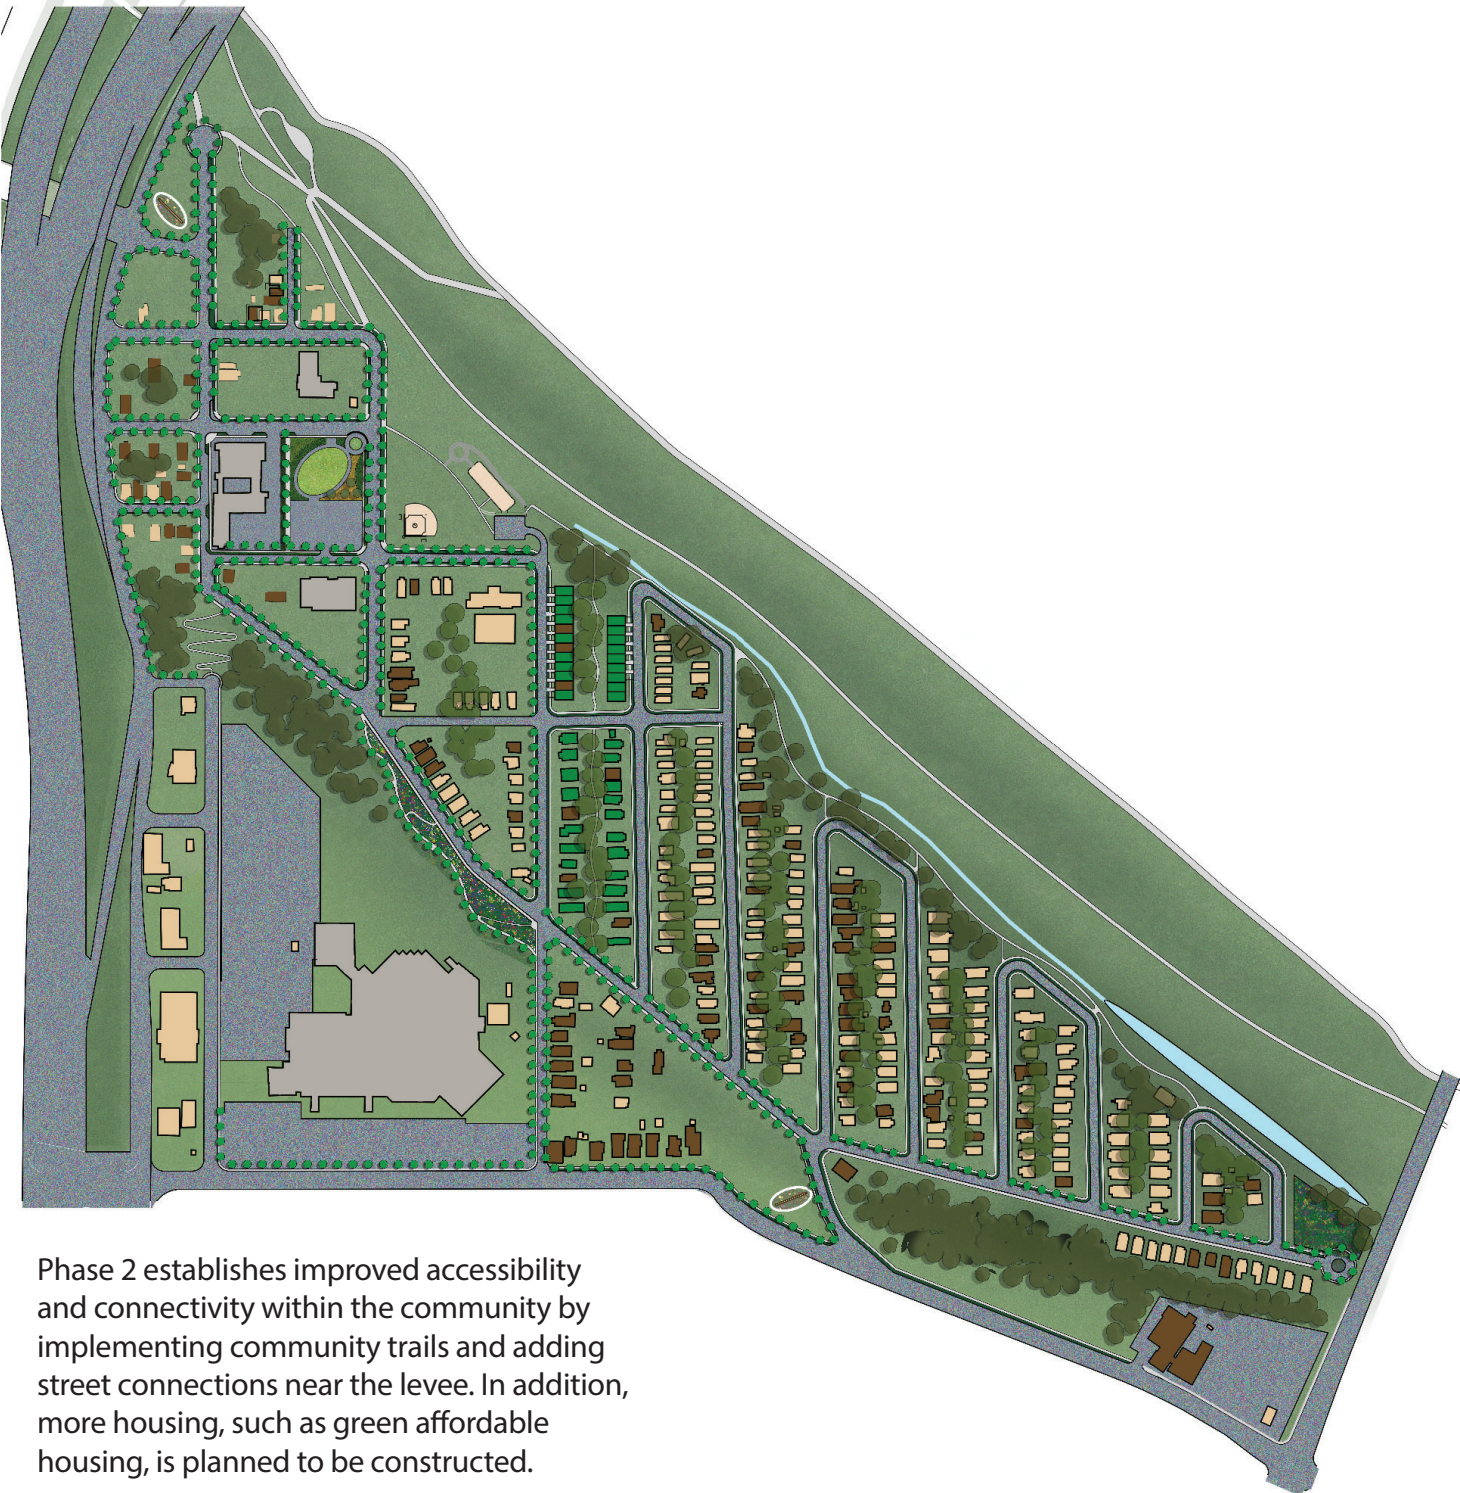 Phase 2 establishes improved accessibility
and connectivity within the community by
implementing community trails and adding
street connections near the levee. In addition,
more housing, such as green affordable
housing, is planned to be constructed.